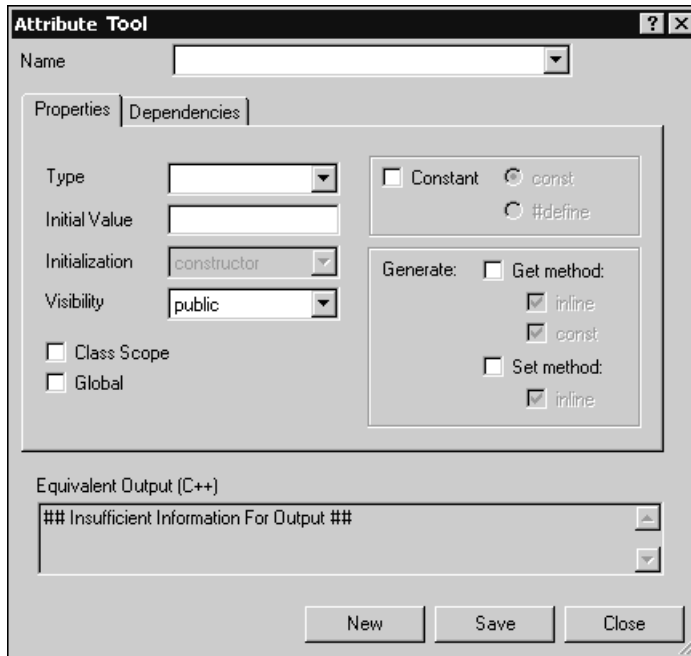 Attribute Tool
Name
Properties
Dependencies
Type
Constant
const
#define
Initial Value
Initialization
constructor
Visibility
public
Generate:
Get method:
inline
const
Set method:
inline
Class Scope
Global
Equivalent Output (C++)
## Insufficient Information For Output ##
New
Save
Close